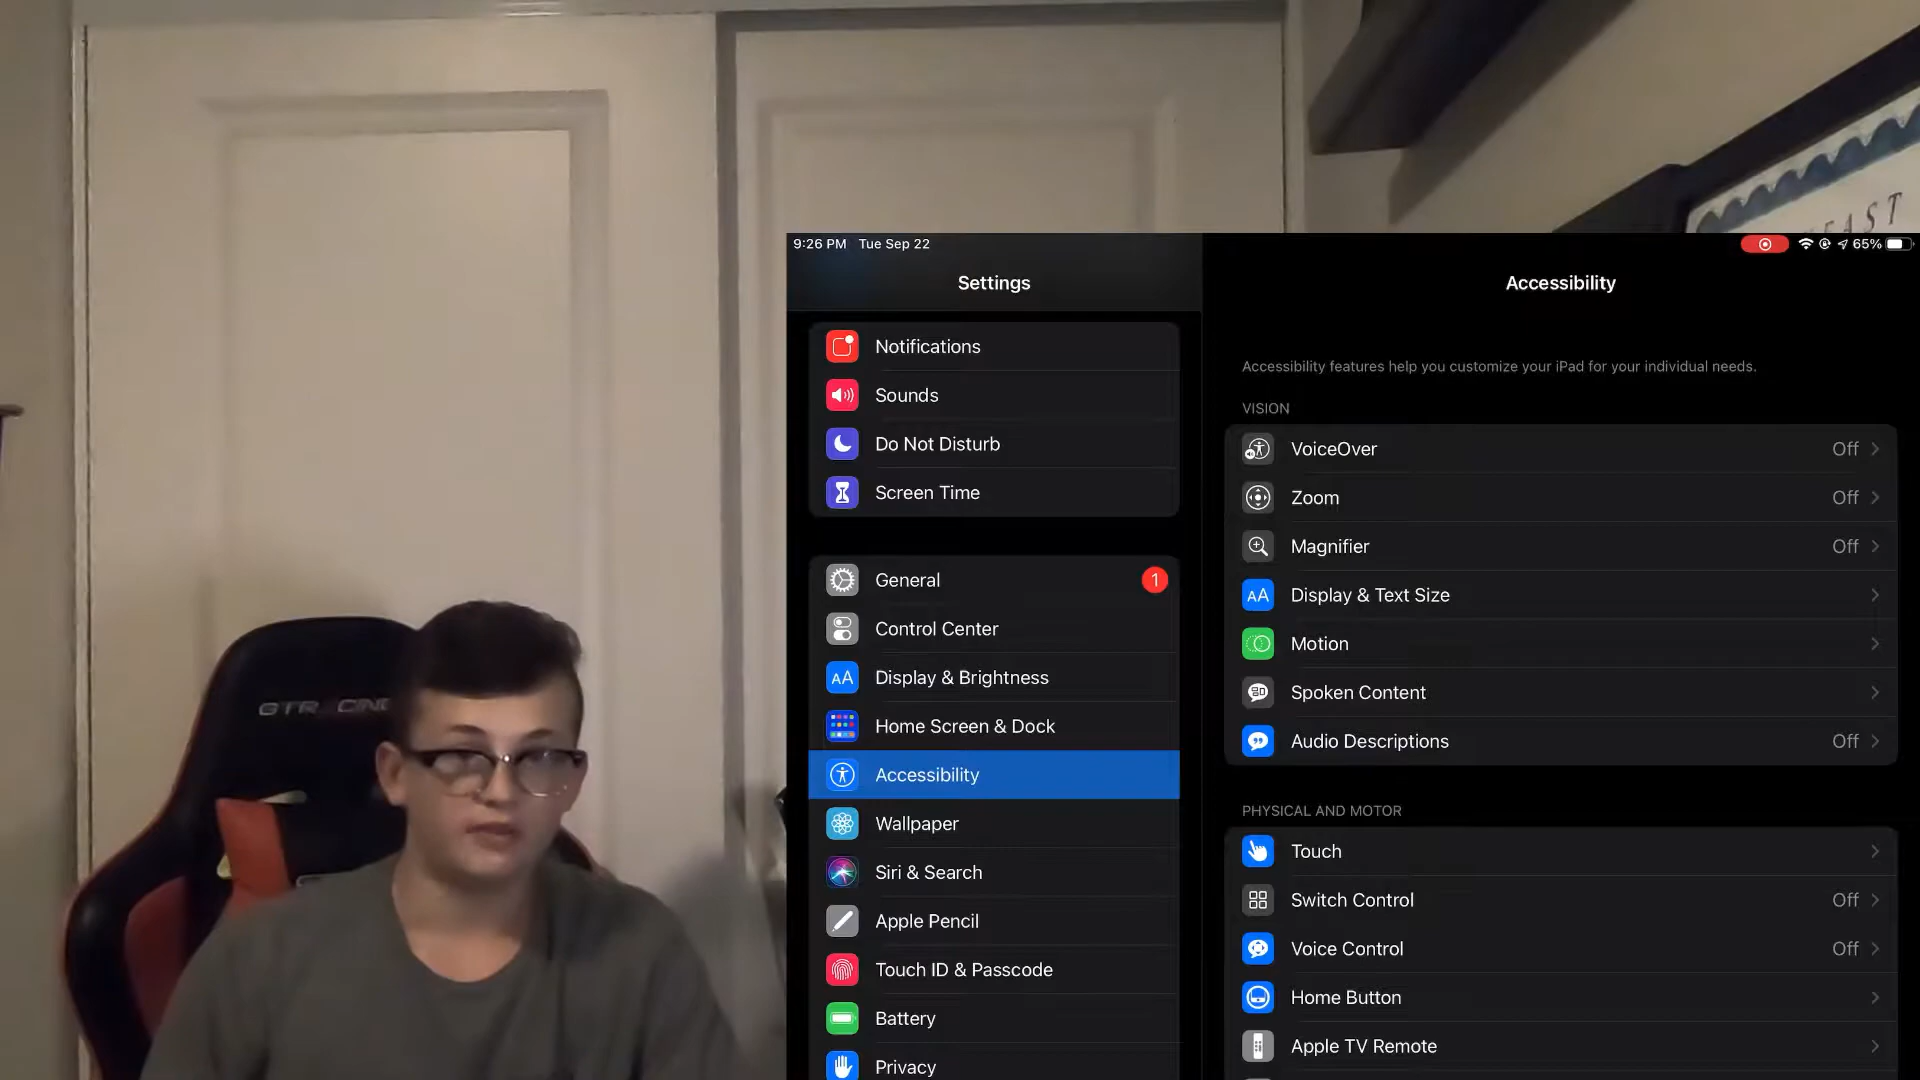 EAST
9:26 PM Tue Sep 22
65%
Settings
Accessibility
Notifications
Sounds
Do Not Disturb
Screen Time
General
1
Control Center
Display & Brightness
Home Screen & Dock
Accessibility
Wallpaper
Siri & Search
Apple Pencil
Touch ID & Passcode
Battery
Privacy
Accessibility features help you customize your iPad for your individual needs.
VISION
VoiceOver Off
Zoom Off
Magnifier Off
Display & Text Size
Motion
Spoken Content
Audio Descriptions Off
PHYSICAL AND MOTOR
Touch
Switch Control Off
Voice Control Off
Home Button
Apple TV Remote
GTRACING